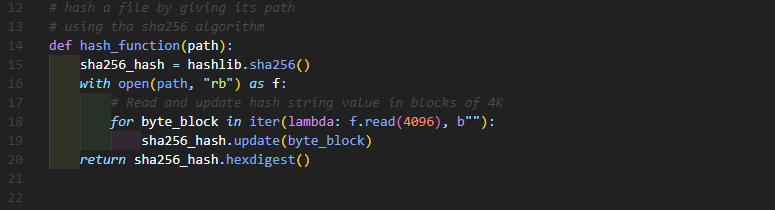 12 # hash a file by giving its path
13 # using tha sha256 algorithm
14 def hash_function(path):
15     sha256_hash = hashlib.sha256()
16     with open(path, "rb") as f:
17         # Read and update hash string value in blocks of 4K
18         for byte_block in iter(lambda: f.read(4096), b""):
19             sha256_hash.update(byte_block)
20     return sha256_hash.hexdigest()
21
22